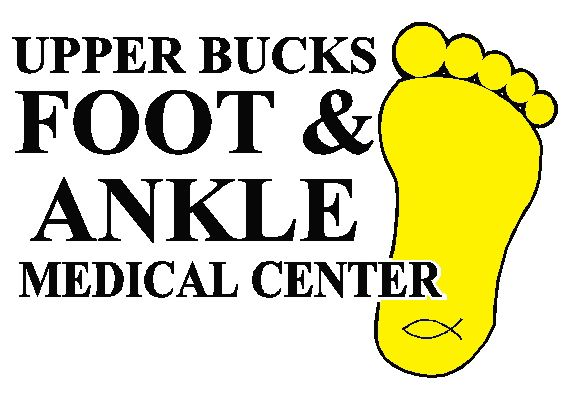 UPPER BUCKS
FOOT &
ANKLE
MEDICAL CENTER